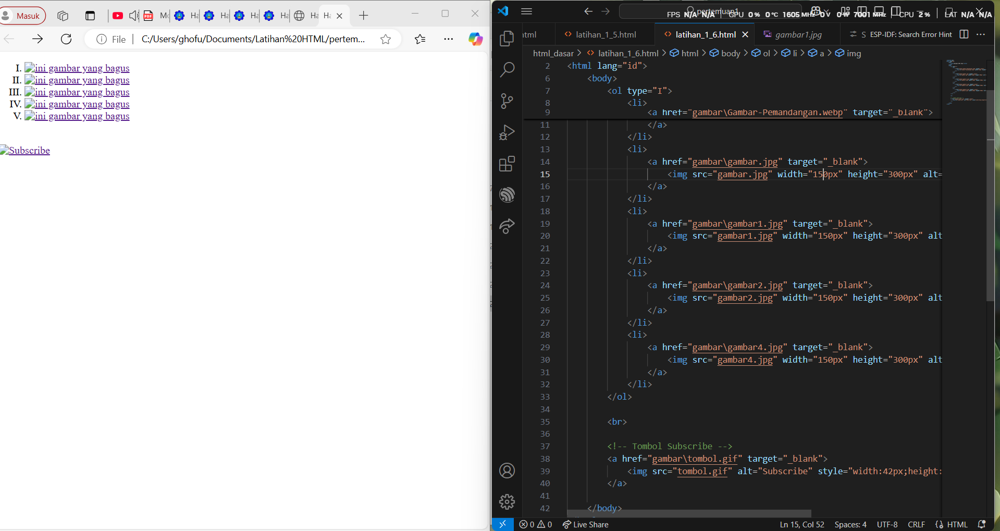 Masuk
Mo
Ha
Ha
Ha
Ha
Ha
Ha
File
C:/Users/ghofu/Documents/Latihan%20HTML/pertem...
I. ini gambar yang bagus
II. ini gambar yang bagus
III. ini gambar yang bagus
IV. ini gambar yang bagus
V. ini gambar yang bagus
Subscribe
pertemuan1
FPS N/A N/A GPU 0 % 0 °C 1605 MHz 0 V 0 W 7001 MHz CPU 2 % LAT N/A N/A
html
latihan_1_5.html
latihan_1_6.html
gambar1.jpg
S ESP-IDF: Search Error Hint
html_dasar > latihan_1_6.html > html > body > ol > li > a > img
2 <html lang="id">
6 <body>
7 <ol type="I">
8 <li>
9 <a href="gambar\Gambar-Pemandangan.webp" target="_blank">
11 </a>
12 </li>
13 <li>
14 <a href="gambar\gambar.jpg" target="_blank">
15 <img src="gambar.jpg" width="150px" height="300px" alt=
16 </a>
17 </li>
18 <li>
19 <a href="gambar\gambar1.jpg" target="_blank">
20 <img src="gambar1.jpg" width="150px" height="300px" alt
21 </a>
22 </li>
23 <li>
24 <a href="gambar\gambar2.jpg" target="_blank">
25 <img src="gambar2.jpg" width="150px" height="300px" alt
26 </a>
27 </li>
28 <li>
29 <a href="gambar\gambar4.jpg" target="_blank">
30 <img src="gambar4.jpg" width="150px" height="300px" alt
31 </a>
32 </li>
33 </ol>
34
35 <br>
36
37 <!-- Tombol Subscribe -->
38 <a href="gambar\tombol.gif" target="_blank">
39 <img src="tombol.gif" alt="Subscribe" style="width:42px;height:
40 </a>
41
42 </body>
0 0 Live Share
Ln 15, Col 52 Spaces: 4 UTF-8 CRLF HTML